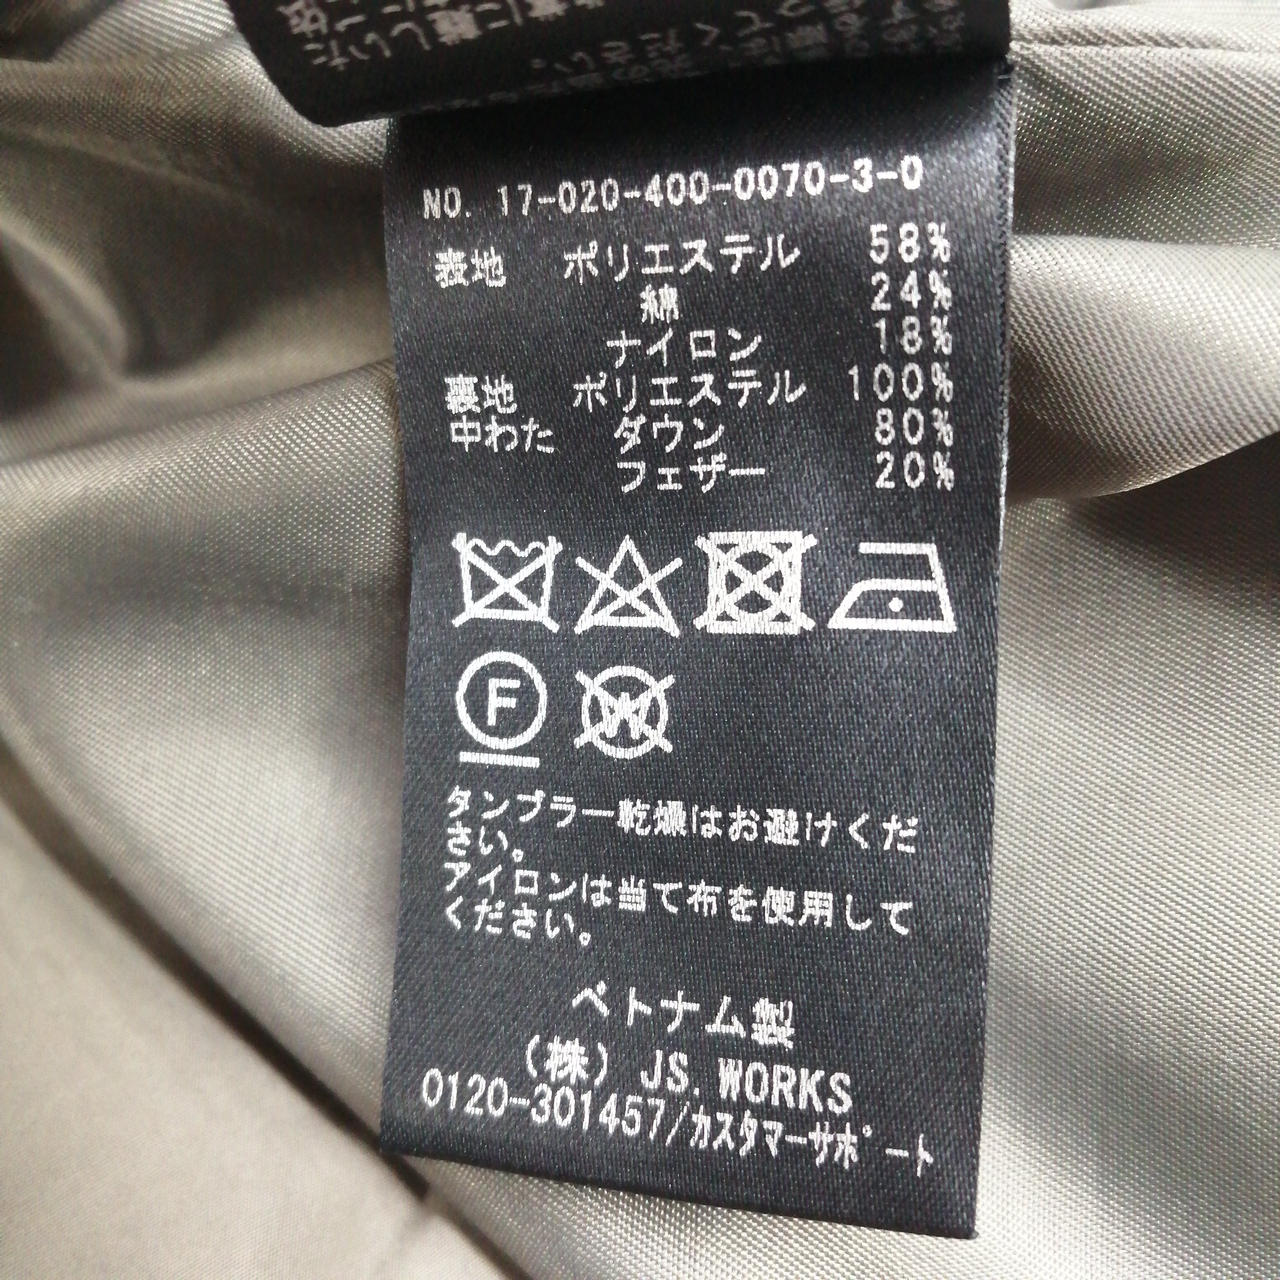 NO. 17-020-400-0070-3-0
表地 ポリエステル 58%
綿 24%
ナイロン 18%
裏地 ポリエステル 100%
中わた ダウン 80%
フェザー 20%
F
W
タンブラー乾燥はお避けくだ
さい。
アイロンは当て布を使用して
ください。
ベトナム製
(株) JS.WORKS
0120-301457/カスタマーサポート